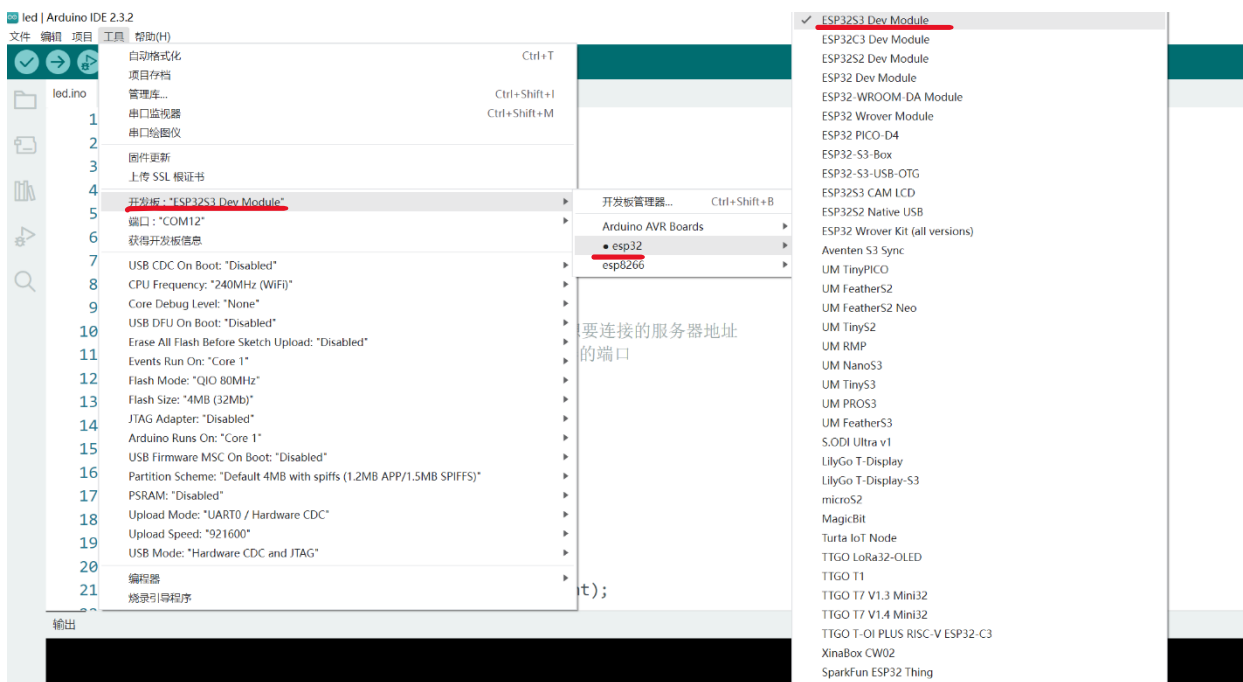 led | Arduino IDE 2.3.2
文件 编辑 项目 工具 帮助(H)
led.ino
自动格式化 Ctrl+T
项目存档
管理库... Ctrl+Shift+I
串口监视器 Ctrl+Shift+M
串口绘图仪
固件更新
上传 SSL 根证书
开发板 : "ESP32S3 Dev Module"
端口 : "COM12"
获得开发板信息
USB CDC On Boot: "Disabled"
CPU Frequency: "240MHz (WiFi)"
Core Debug Level: "None"
USB DFU On Boot: "Disabled"
Erase All Flash Before Sketch Upload: "Disabled"
Events Run On: "Core 1"
Flash Mode: "QIO 80MHz"
Flash Size: "4MB (32Mb)"
JTAG Adapter: "Disabled"
Arduino Runs On: "Core 1"
USB Firmware MSC On Boot: "Disabled"
Partition Scheme: "Default 4MB with spiffs (1.2MB APP/1.5MB SPIFFS)"
PSRAM: "Disabled"
Upload Mode: "UART0 / Hardware CDC"
Upload Speed: "921600"
USB Mode: "Hardware CDC and JTAG"
编程器
烧录引导程序
1
2
3
4
5
6
7
8
9
10
11
12
13
14
15
16
17
18
19
20
21
开发板管理器... Ctrl+Shift+B
Arduino AVR Boards
● esp32
esp8266
要连接的服务器地址
的端口
t);
输出
✓ ESP32S3 Dev Module
ESP32C3 Dev Module
ESP32S2 Dev Module
ESP32 Dev Module
ESP32-WROOM-DA Module
ESP32 Wrover Module
ESP32 PICO-D4
ESP32-S3-Box
ESP32-S3-USB-OTG
ESP32S3 CAM LCD
ESP32S2 Native USB
ESP32 Wrover Kit (all versions)
Aventen S3 Sync
UM TinyPICO
UM FeatherS2
UM FeatherS2 Neo
UM TinyS2
UM RMP
UM NanoS3
UM TinyS3
UM PROS3
UM FeatherS3
S.ODI Ultra v1
LilyGo T-Display
LilyGo T-Display-S3
microS2
MagicBit
Turta IoT Node
TTGO LoRa32-OLED
TTGO T1
TTGO T7 V1.3 Mini32
TTGO T7 V1.4 Mini32
TTGO T-OI PLUS RISC-V ESP32-C3
XinaBox CW02
SparkFun ESP32 Thing